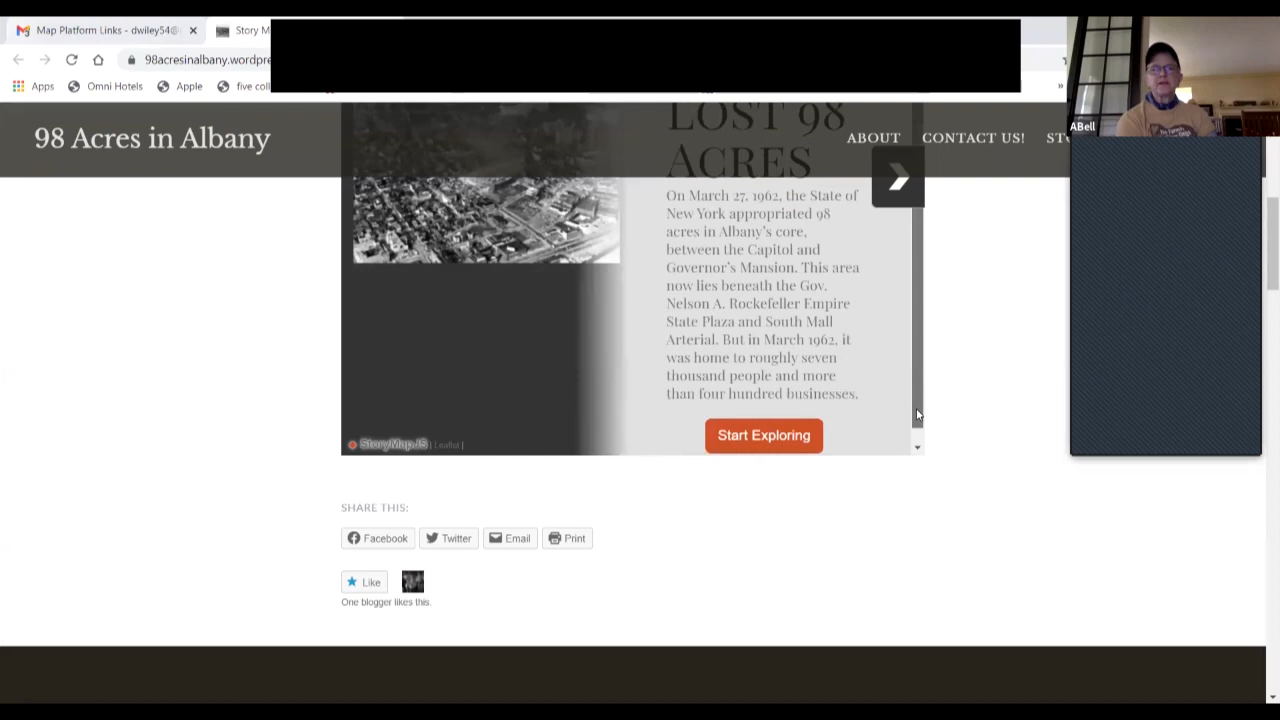 Map Platform Links - dwiley54@
Story M
98acresinalbany.wordpre
Apps
Omni Hotels
Apple
five coll
»
ABell
98 Acres in Albany
ABOUT
CONTACT US!
LOST 98
ACRES
On March 27, 1962, the State of
New York appropriated 98
acres in Albany's core,
between the Capitol and
Governor's Mansion. This area
now lies beneath the Gov.
Nelson A. Rockefeller Empire
State Plaza and South Mall
Arterial. But in March 1962, it
was home to roughly seven
thousand people and more
than four hundred businesses.
Start Exploring
StoryMapJS | Leaflet |
SHARE THIS:
Facebook
Twitter
Email
Print
Like
One blogger likes this.